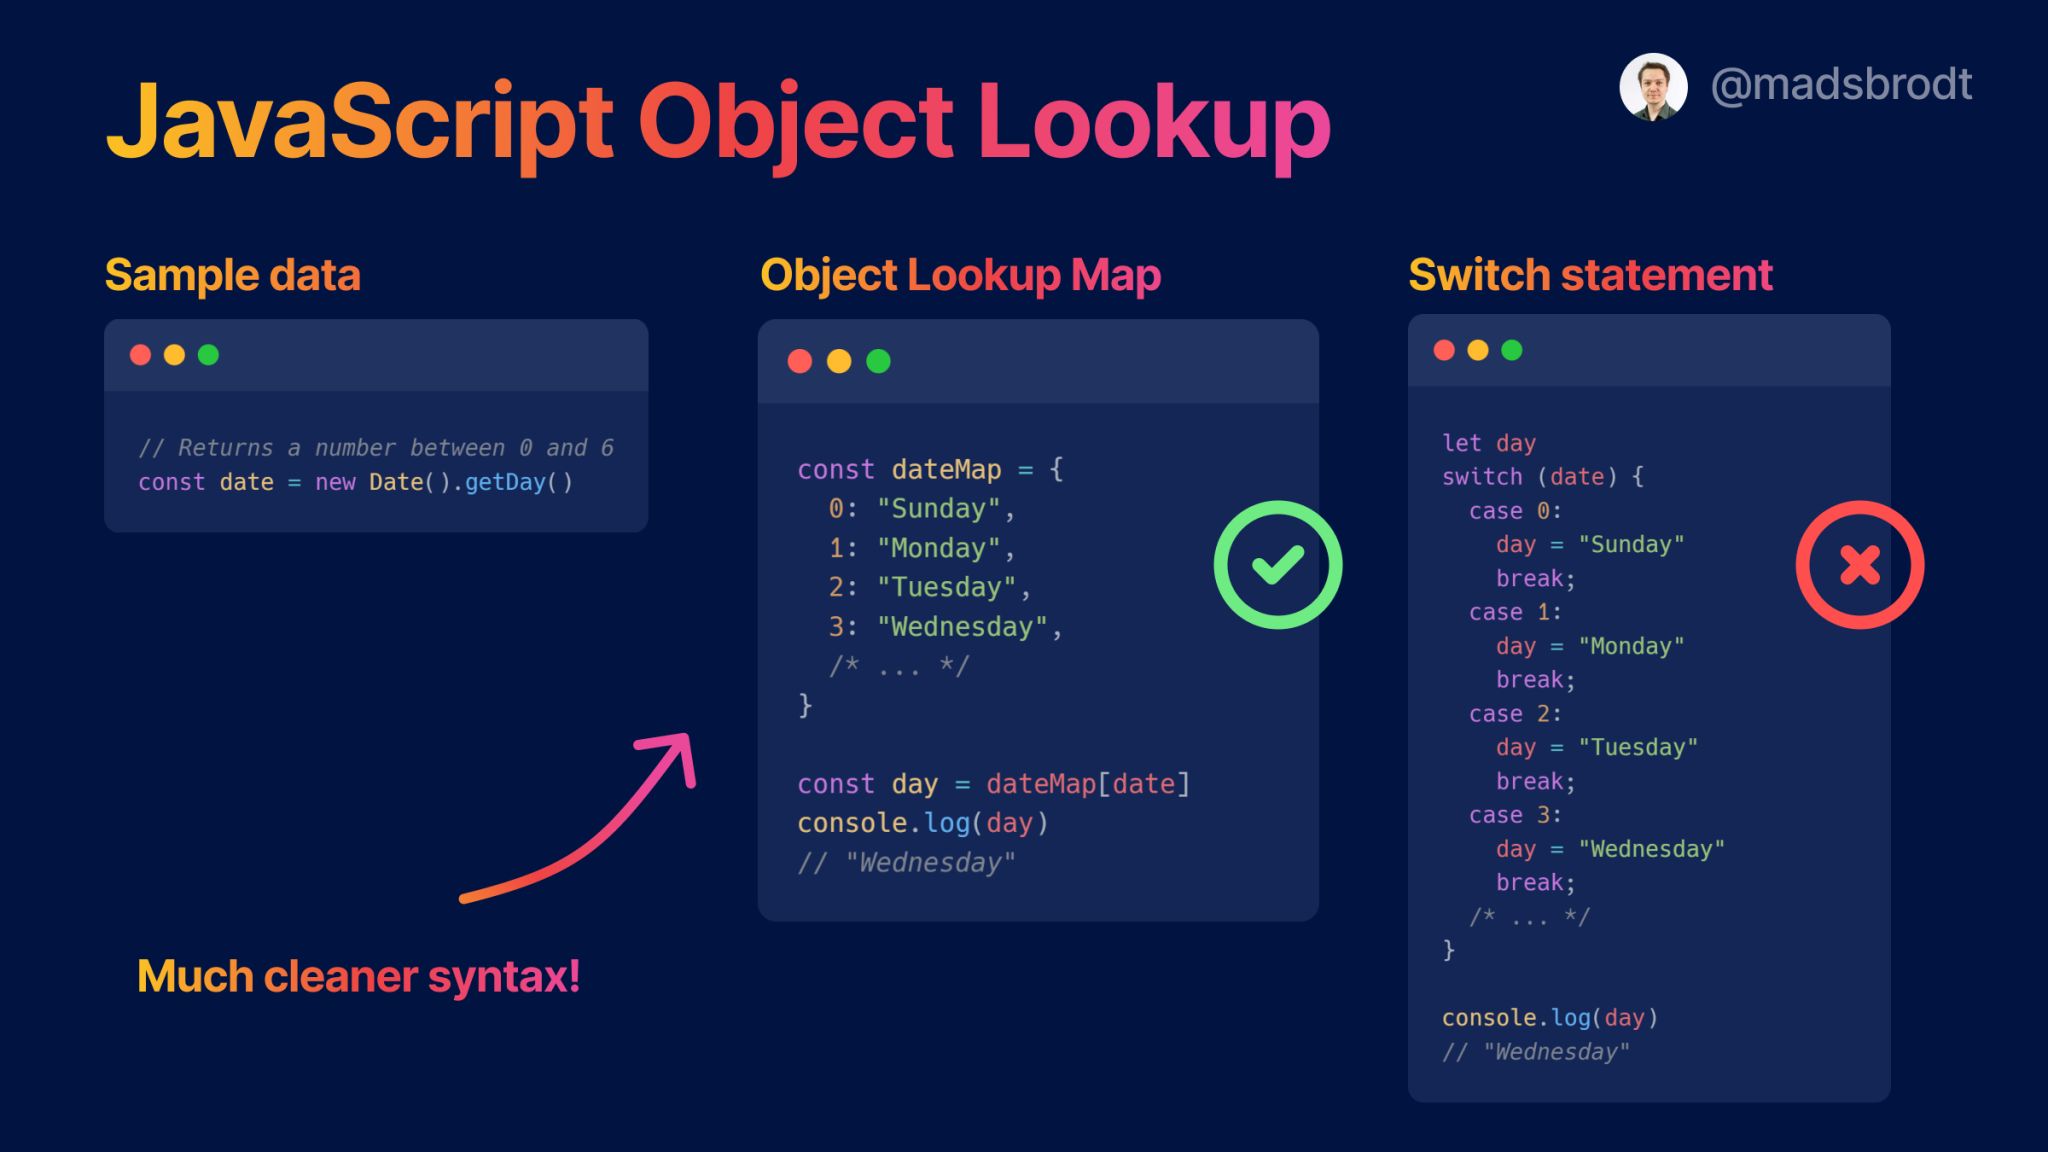 JavaScript Object Lookup
@madsbrodt
Sample data
// Returns a number between 0 and 6
const date = new Date().getDay()
Much cleaner syntax!
Object Lookup Map
const dateMap = {
  0: "Sunday",
  1: "Monday",
  2: "Tuesday",
  3: "Wednesday",
  /* ... */
}

const day = dateMap[date]
console.log(day)
// "Wednesday"
Switch statement
let day
switch (date) {
  case 0:
    day = "Sunday"
    break;
  case 1:
    day = "Monday"
    break;
  case 2:
    day = "Tuesday"
    break;
  case 3:
    day = "Wednesday"
    break;
  /* ... */
}

console.log(day)
// "Wednesday"